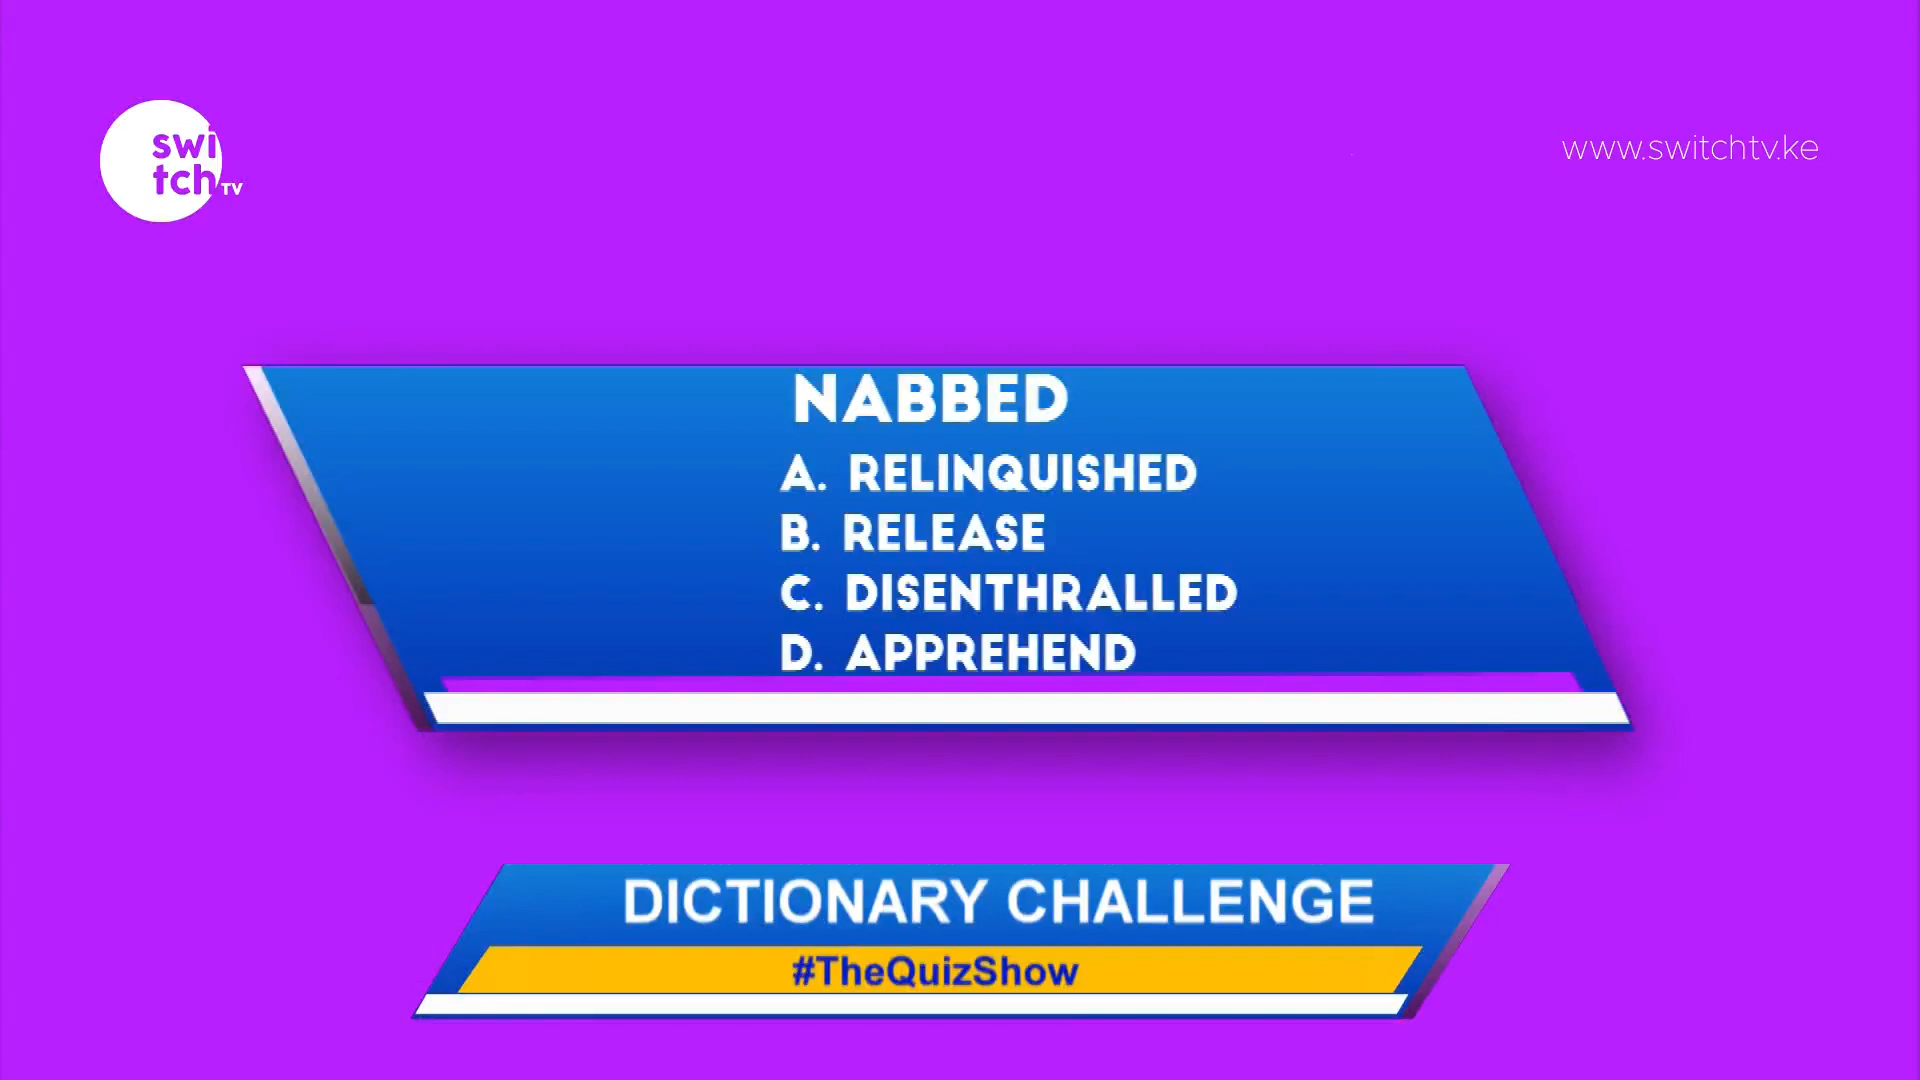 swi
tch TV
www.switchtv.ke
NABBED
A. RELINQUISHED
B. RELEASE
C. DISENTHRALLED
D. APPREHEND
DICTIONARY CHALLENGE
#TheQuizShow